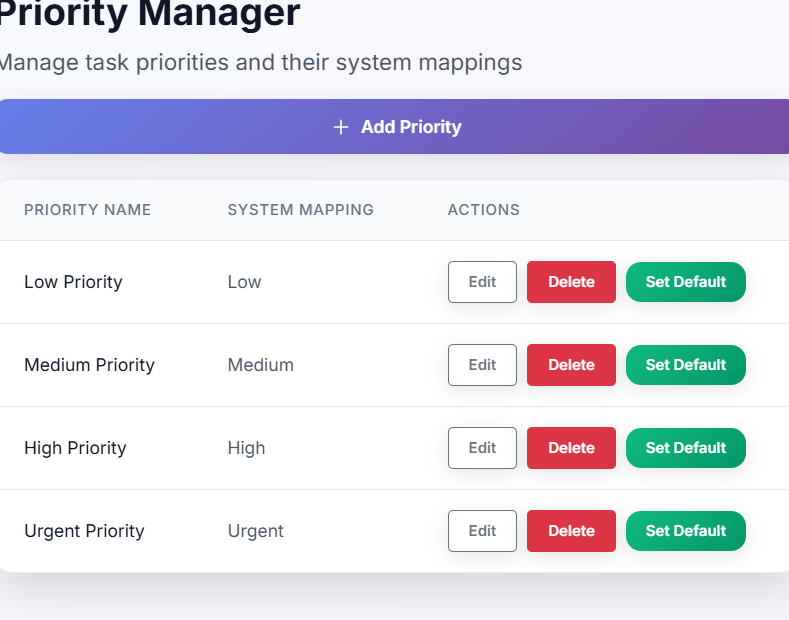 Priority Manager
Manage task priorities and their system mappings
+ Add Priority
PRIORITY NAME SYSTEM MAPPING ACTIONS
Low Priority Low Edit Delete Set Default
Medium Priority Medium Edit Delete Set Default
High Priority High Edit Delete Set Default
Urgent Priority Urgent Edit Delete Set Default